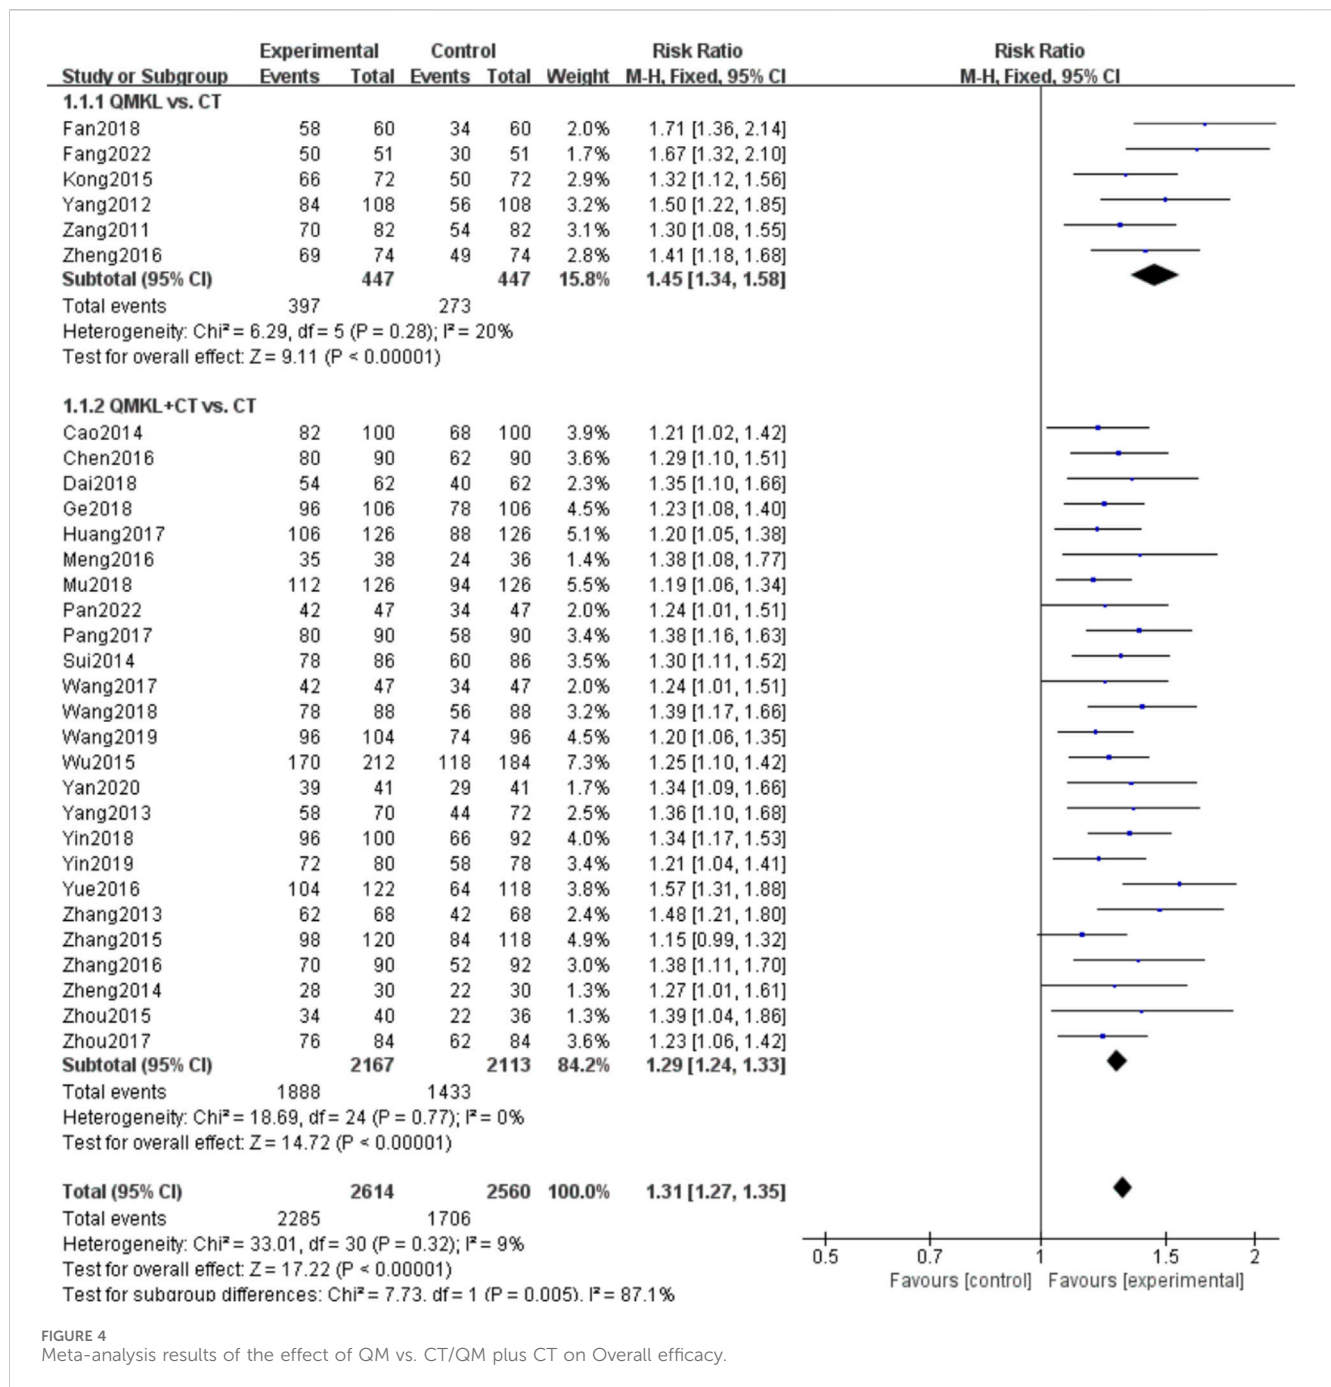 Experimental Control Risk Ratio Risk Ratio
Study or Subgroup Events Total Events Total Weight M-H, Fixed, 95% CI M-H, Fixed, 95% CI
1.1.1 QMKL vs. CT
Fan2018 58 60 34 60 2.0% 1.71 [1.36, 2.14]
Fang2022 50 51 30 51 1.7% 1.67 [1.32, 2.10]
Kong2015 66 72 50 72 2.9% 1.32 [1.12, 1.56]
Yang2012 84 108 56 108 3.2% 1.50 [1.22, 1.85]
Zang2011 70 82 54 82 3.1% 1.30 [1.08, 1.55]
Zheng2016 69 74 49 74 2.8% 1.41 [1.18, 1.68]
Subtotal (95% CI) 447 447 15.8% 1.45 [1.34, 1.58]
Total events 397 273
Heterogeneity: Chi² = 6.29, df = 5 (P = 0.28); I² = 20%
Test for overall effect: Z = 9.11 (P < 0.00001)
1.1.2 QMKL+CT vs. CT
Cao2014 82 100 68 100 3.9% 1.21 [1.02, 1.42]
Chen2016 80 90 62 90 3.6% 1.29 [1.10, 1.51]
Dai2018 54 62 40 62 2.3% 1.35 [1.10, 1.66]
Ge2018 96 106 78 106 4.5% 1.23 [1.08, 1.40]
Huang2017 106 126 88 126 5.1% 1.20 [1.05, 1.38]
Meng2016 35 38 24 36 1.4% 1.38 [1.08, 1.77]
Mu2018 112 126 94 126 5.5% 1.19 [1.06, 1.34]
Pan2022 42 47 34 47 2.0% 1.24 [1.01, 1.51]
Pang2017 80 90 58 90 3.4% 1.38 [1.16, 1.63]
Sui2014 78 86 60 86 3.5% 1.30 [1.11, 1.52]
Wang2017 42 47 34 47 2.0% 1.24 [1.01, 1.51]
Wang2018 78 88 56 88 3.2% 1.39 [1.17, 1.66]
Wang2019 96 104 74 96 4.5% 1.20 [1.06, 1.35]
Wu2015 170 212 118 184 7.3% 1.25 [1.10, 1.42]
Yan2020 39 41 29 41 1.7% 1.34 [1.09, 1.66]
Yang2013 58 70 44 72 2.5% 1.36 [1.10, 1.68]
Yin2018 96 100 66 92 4.0% 1.34 [1.17, 1.53]
Yin2019 72 80 58 78 3.4% 1.21 [1.04, 1.41]
Yue2016 104 122 64 118 3.8% 1.57 [1.31, 1.88]
Zhang2013 62 68 42 68 2.4% 1.48 [1.21, 1.80]
Zhang2015 98 120 84 118 4.9% 1.15 [0.99, 1.32]
Zhang2016 70 90 52 92 3.0% 1.38 [1.11, 1.70]
Zheng2014 28 30 22 30 1.3% 1.27 [1.01, 1.61]
Zhou2015 34 40 22 36 1.3% 1.39 [1.04, 1.86]
Zhou2017 76 84 62 84 3.6% 1.23 [1.06, 1.42]
Subtotal (95% CI) 2167 2113 84.2% 1.29 [1.24, 1.33]
Total events 1888 1433
Heterogeneity: Chi² = 18.69, df = 24 (P = 0.77); I² = 0%
Test for overall effect: Z = 14.72 (P < 0.00001)
Total (95% CI) 2614 2560 100.0% 1.31 [1.27, 1.35]
Total events 2285 1706
Heterogeneity: Chi² = 33.01, df = 30 (P = 0.32); I² = 9%
Test for overall effect: Z = 17.22 (P < 0.00001)
Test for subgroup differences: Chi² = 7.73, df = 1 (P = 0.005), I² = 87.1%
0.5 0.7 1 1.5 2
Favours [control] Favours [experimental]
FIGURE 4
Meta-analysis results of the effect of QM vs. CT/QM plus CT on Overall efficacy.